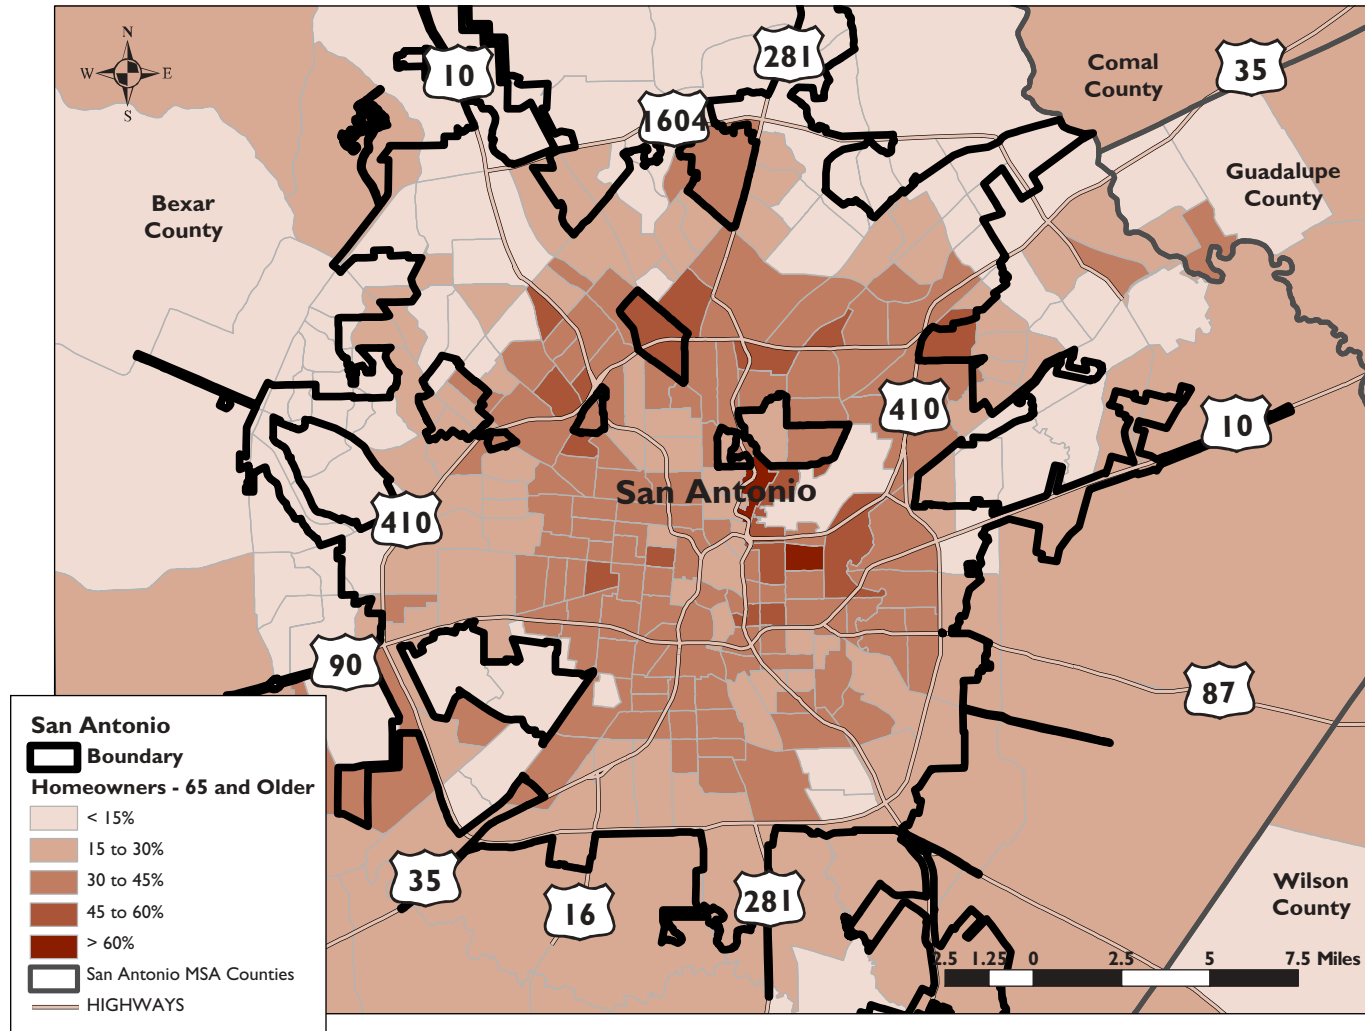 N
W E
S
10
281
35
1604
Comal
County
Guadalupe
County
Bexar
County
410
10
San Antonio
410
90
87
San Antonio
Boundary
Homeowners - 65 and Older
< 15%
15 to 30%
30 to 45%
45 to 60%
> 60%
San Antonio MSA Counties
HIGHWAYS
35
16
281
Wilson
County
2.5 1.25 0 2.5 5 7.5 Miles